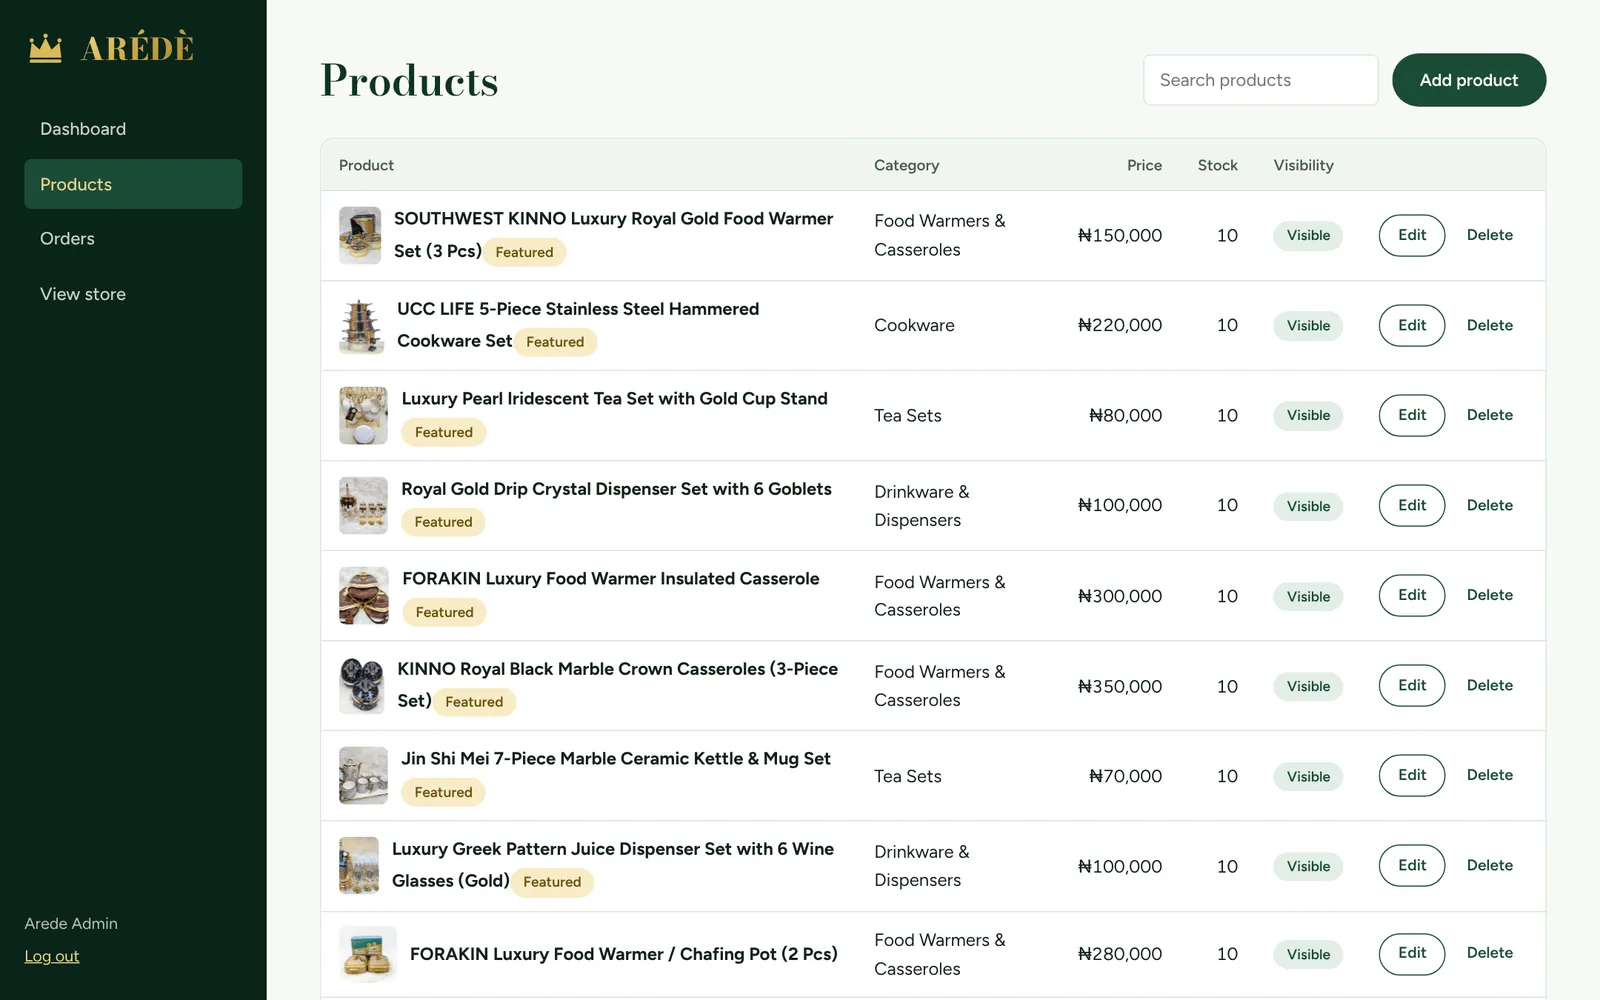 ARÉDÈ
Dashboard
Products
Orders
View store
Arede Admin
Log out
Products
Search products
Add product
Product Category Price Stock Visibility
SOUTHWEST KINNO Luxury Royal Gold Food Warmer
Set (3 Pcs) Featured
Food Warmers &
Casseroles
₦150,000 10 Visible Edit Delete
UCC LIFE 5-Piece Stainless Steel Hammered
Cookware Set Featured
Cookware
₦220,000 10 Visible Edit Delete
Luxury Pearl Iridescent Tea Set with Gold Cup Stand
Featured
Tea Sets
₦80,000 10 Visible Edit Delete
Royal Gold Drip Crystal Dispenser Set with 6 Goblets
Featured
Drinkware &
Dispensers
₦100,000 10 Visible Edit Delete
FORAKIN Luxury Food Warmer Insulated Casserole
Featured
Food Warmers &
Casseroles
₦300,000 10 Visible Edit Delete
KINNO Royal Black Marble Crown Casseroles (3-Piece
Set) Featured
Food Warmers &
Casseroles
₦350,000 10 Visible Edit Delete
Jin Shi Mei 7-Piece Marble Ceramic Kettle & Mug Set
Featured
Tea Sets
₦70,000 10 Visible Edit Delete
Luxury Greek Pattern Juice Dispenser Set with 6 Wine
Glasses (Gold) Featured
Drinkware &
Dispensers
₦100,000 10 Visible Edit Delete
FORAKIN Luxury Food Warmer / Chafing Pot (2 Pcs)
Food Warmers &
Casseroles
₦280,000 10 Visible Edit Delete